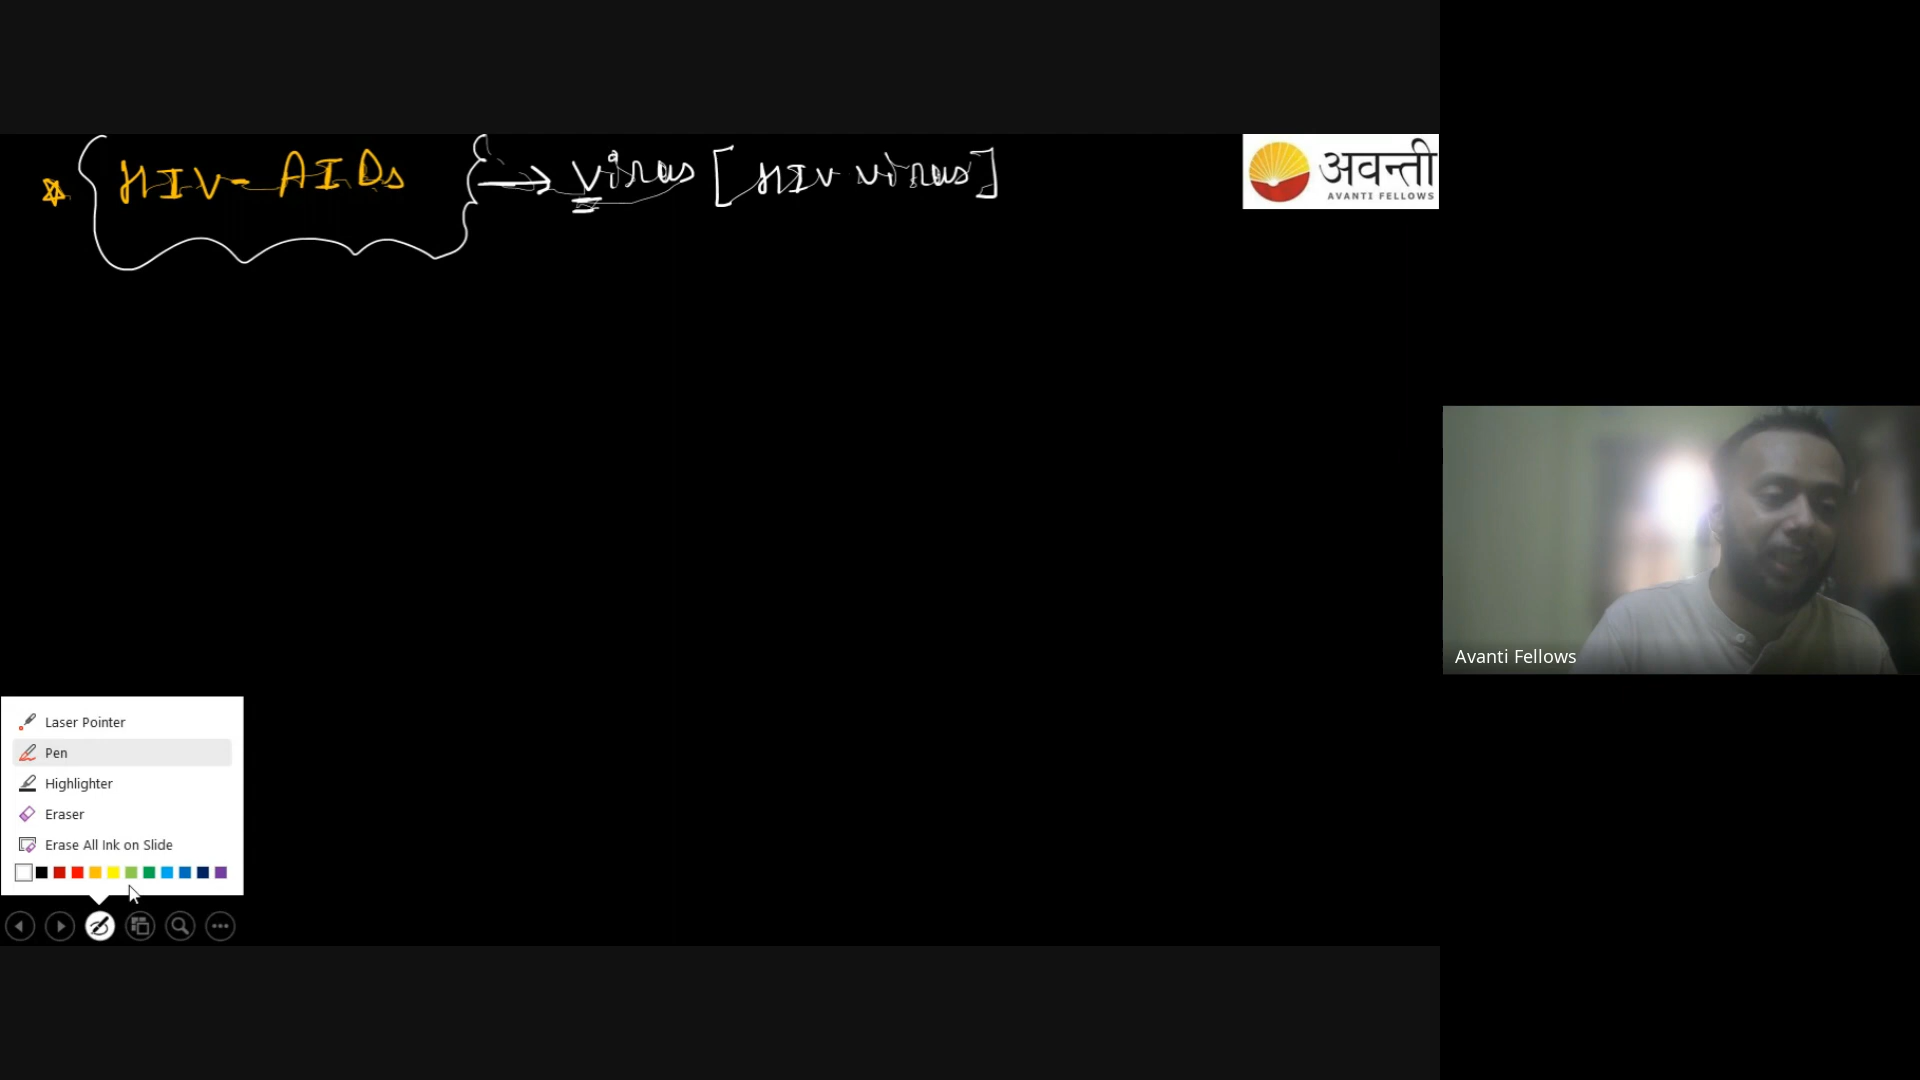 HIV-AIDs → virus [HIV virus]
अवन्ती
AVANTI FELLOWS
Avanti Fellows
Laser Pointer
Pen
Highlighter
Eraser
Erase All Ink on Slide